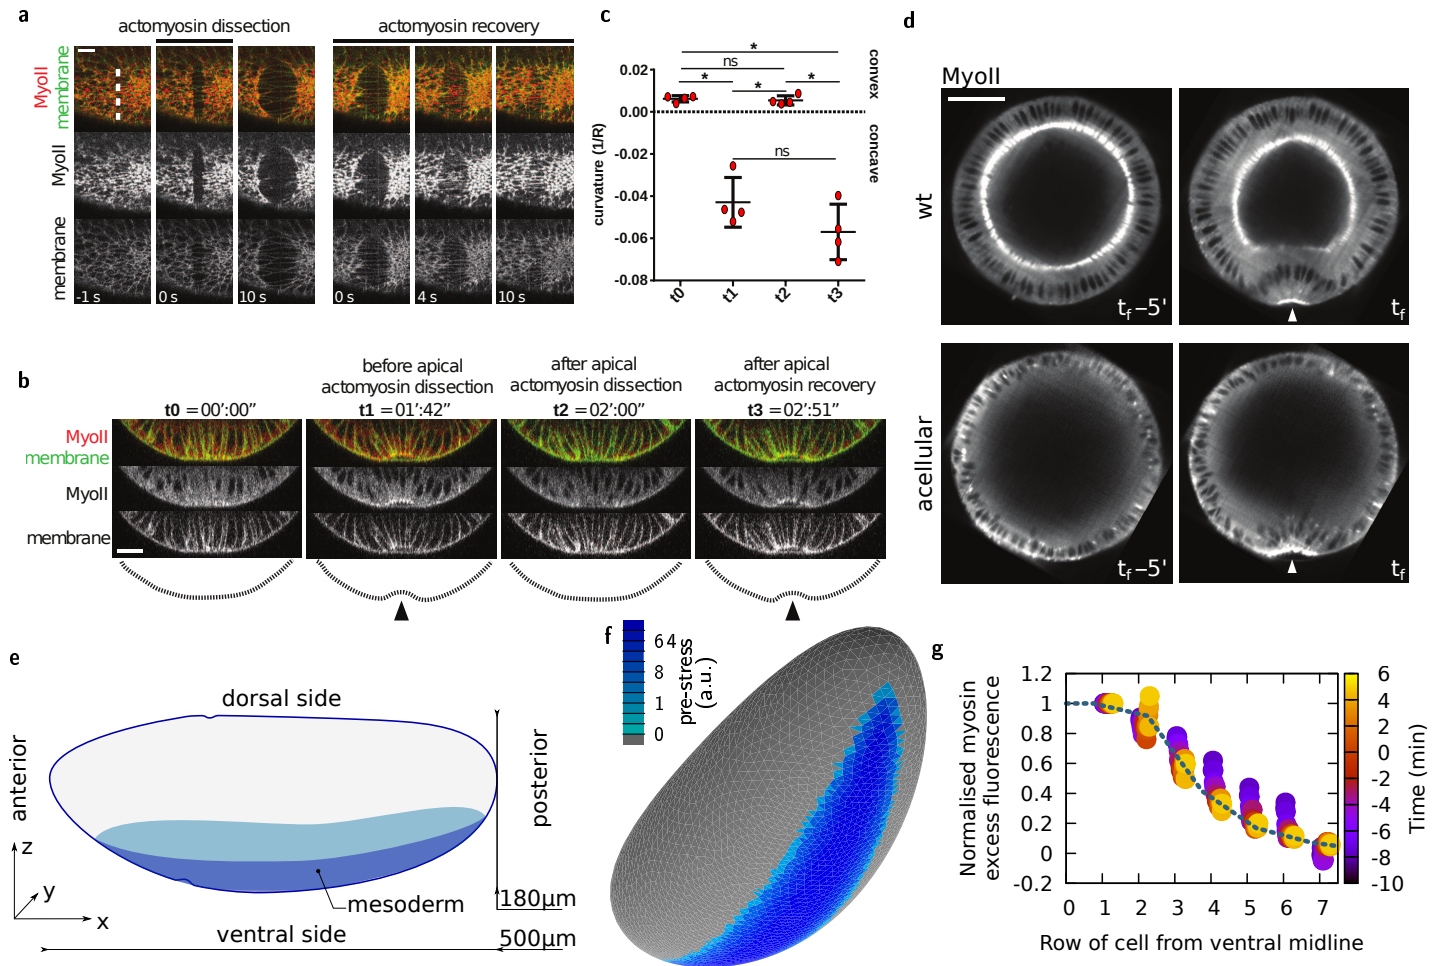 a
actomyosin dissection
actomyosin recovery
MyoII
membrane
MyoII
membrane
-1 s
0 s
10 s
0 s
4 s
10 s
b
before apical
actomyosin dissection
after apical
actomyosin dissection
after apical
actomyosin recovery
t0 = 00':00"
t1 = 01':42"
t2 = 02':00"
t3 = 02':51"
MyoII
membrane
MyoII
membrane
c
*
ns
* *
*
ns
0.02
0.00
-0.02
-0.04
-0.06
-0.08
curvature (1/R)
convex
concave
t0
t1
t2
t3
d
MyoII
wt
tf−5'
tf
acellular
tf−5'
tf
e
dorsal side
anterior
posterior
z
y
x
mesoderm
ventral side
180μm
500μm
f
64
8
1
0
pre-stress
(a.u.)
g
1.2
1
0.8
0.6
0.4
0.2
0
-0.2
Normalised myosin
excess fluorescence
0 1 2 3 4 5 6 7
Row of cell from ventral midline
6
4
2
0
-2
-4
-6
-8
-10
Time (min)